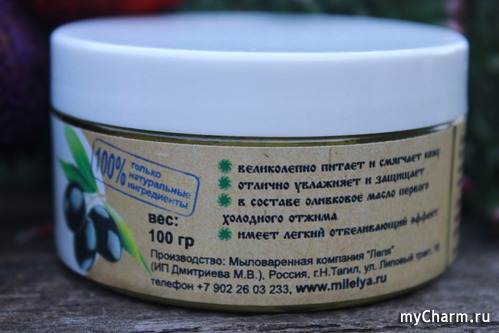 100% только
натуральные
ингредиенты
вес:
100 гр
великолепно питает и смягчает кожу
отлично увлажняет и защищает
в составе оливковое масло первого
холодного отжима
имеет легкий отбеливающий эффект
Производство: Мыловаренная компания "Леля"
(ИП Дмитриева М.В.), Россия, г.Н.Тагил, ул. Липовый тракт,
телефон +7 902 26 03 233, www.milelya.ru
myCharm.ru